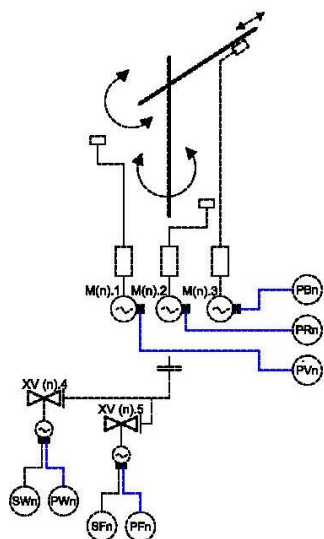 M(n).1 M(n).2 M(n).3
PBn
PRn
PVn
XV (n).4
XV (n).5
SWn PWn
SFn PFn